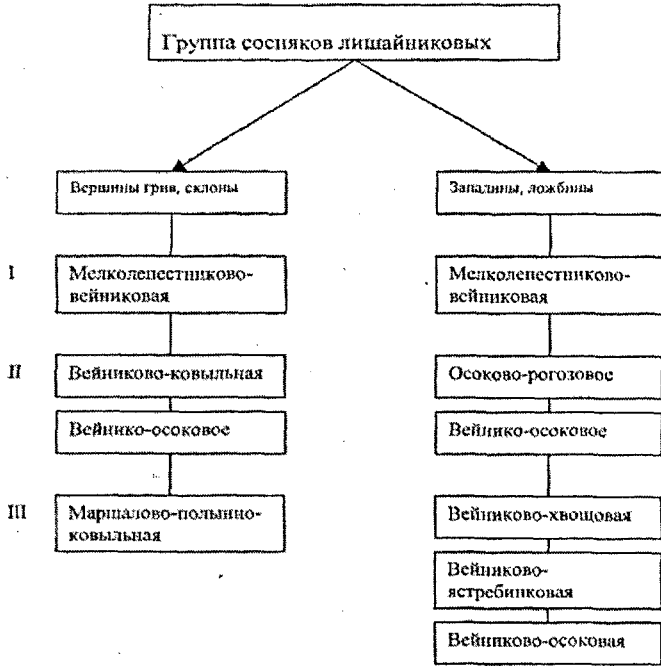 Группа сосняков лишайниковых
Вершины грив, склоны
Западины, ложбины
I
Мелколепестниково-
вейниковая
Мелколепестниково-
вейниковая
II
Вейниково-ковыльная
Осоково-рогозовое
Вейнико-осоковое
Вейнико-осоковое
III
Маршалово-полынно-
ковыльная
Вейниково-хвощовая
Вейниково-
ястребинковая
Вейниково-осоковая